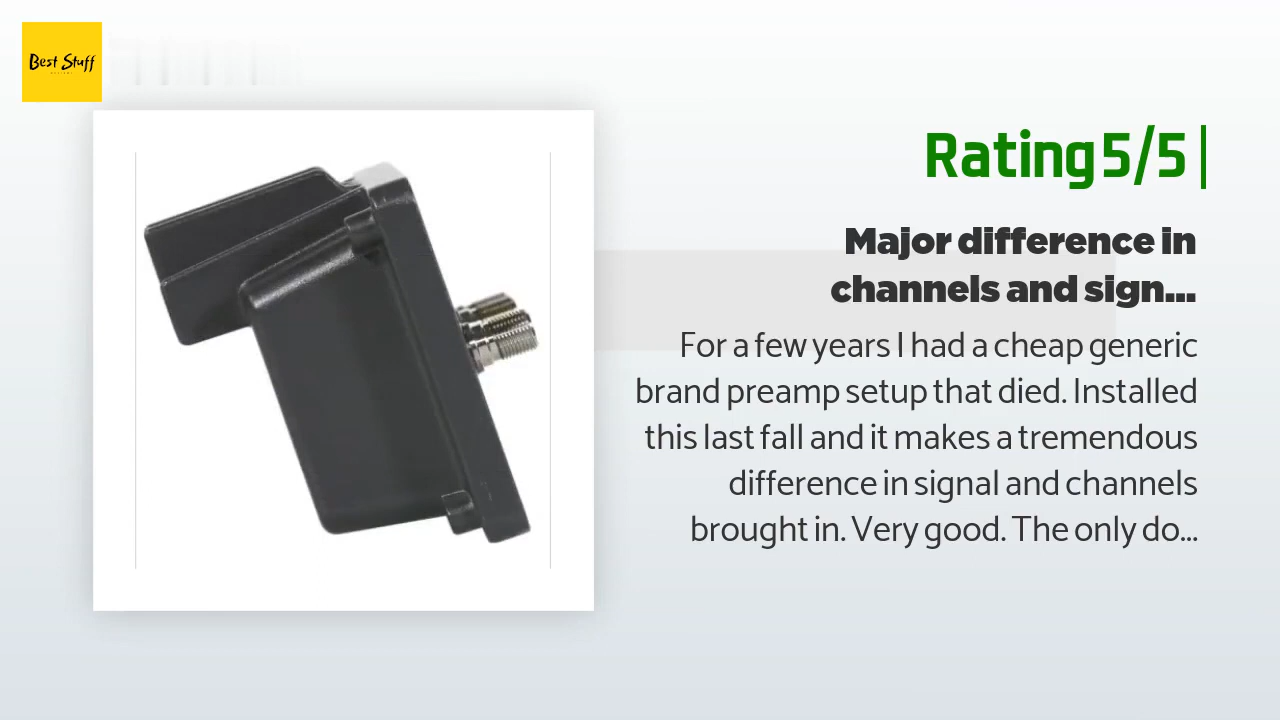 Best Stuff
Rating 5/5
Major difference in
channels and sign...
For a few years I had a cheap generic
brand preamp setup that died. Installed
this last fall and it makes a tremendous
difference in signal and channels
brought in. Very good. The only do...